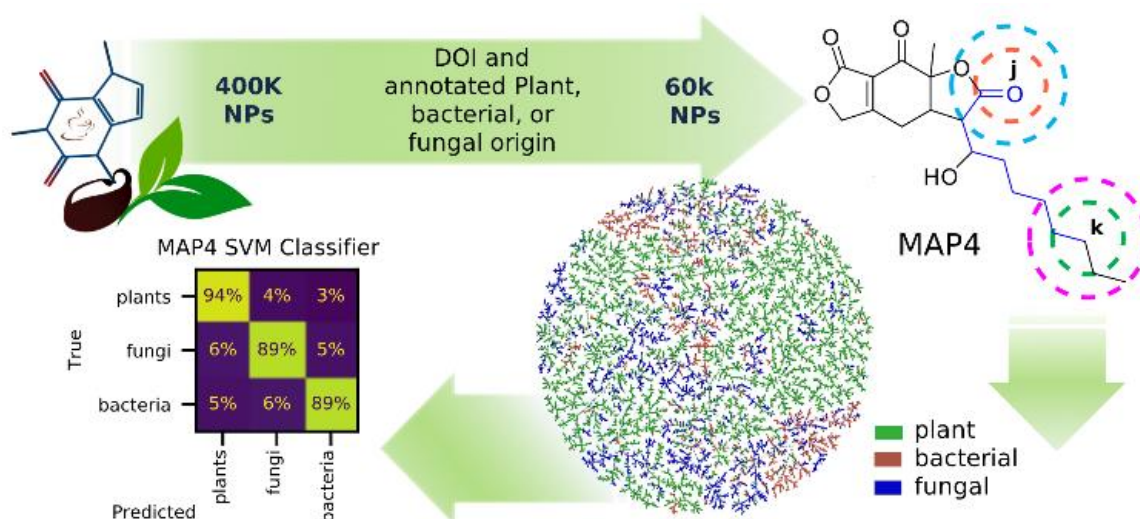 400K
NPs
DOI and
annotated Plant,
bacterial, or
fungal origin
60k
NPs
O
O
O
O
O
j
HO
k
MAP4
MAP4 SVM Classifier
True
plants
94%
4%
3%
fungi
6%
89%
5%
bacteria
5%
6%
89%
plants
fungi
bacteria
Predicted
plant
bacterial
fungal